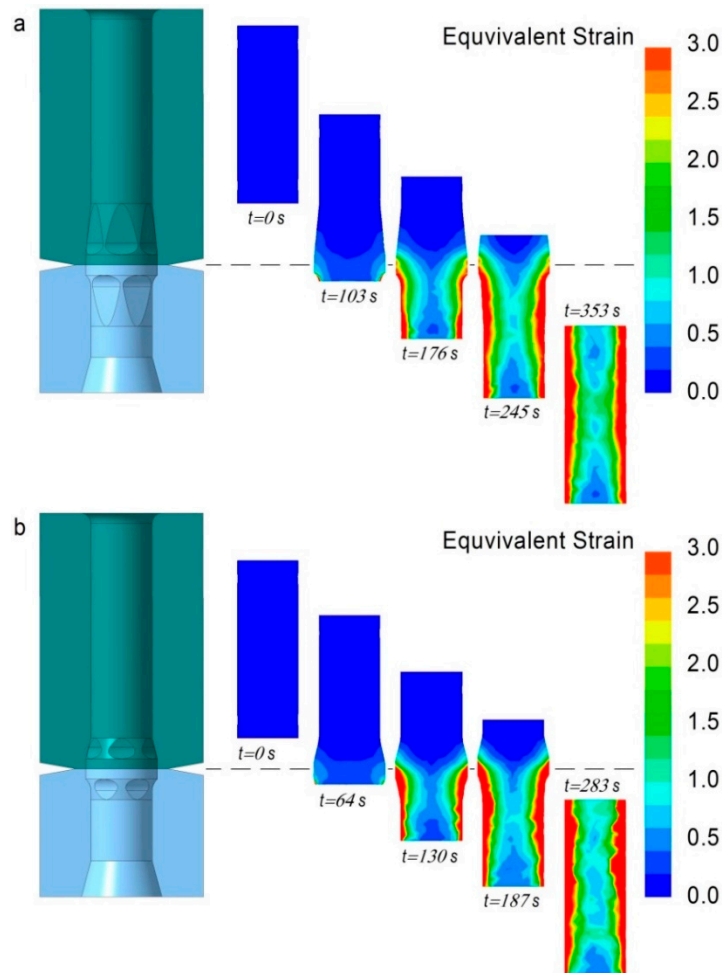 a
Equvivalent Strain
3.0
2.5
2.0
1.5
1.0
0.5
0.0
t=0 s
t=103 s
t=176 s
t=245 s
t=353 s
b
Equvivalent Strain
3.0
2.5
2.0
1.5
1.0
0.5
0.0
t=0 s
t=64 s
t=130 s
t=187 s
t=283 s